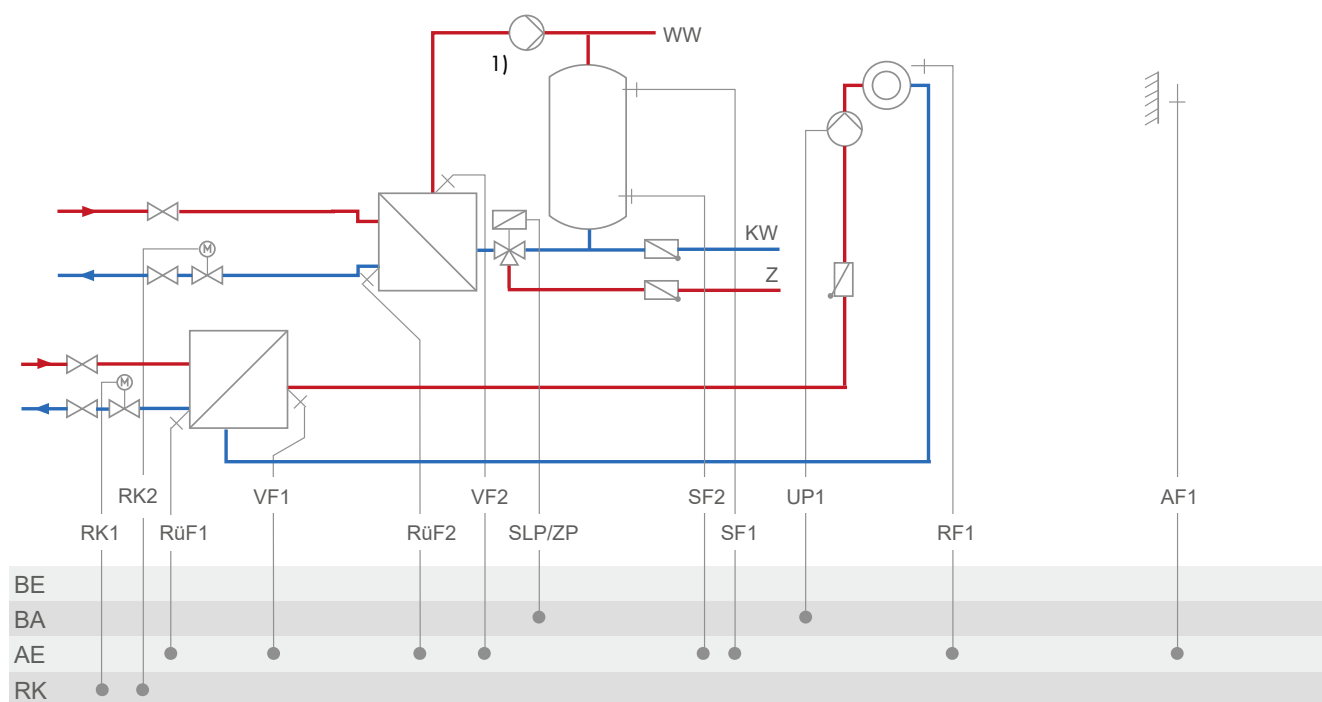 WW
1)
KW
Z
M
M
RK2 VF1 VF2 SF2 UP1 AF1
RK1 RüF1 RüF2 SLP/ZP SF1 RF1
BE
BA
AE
RK